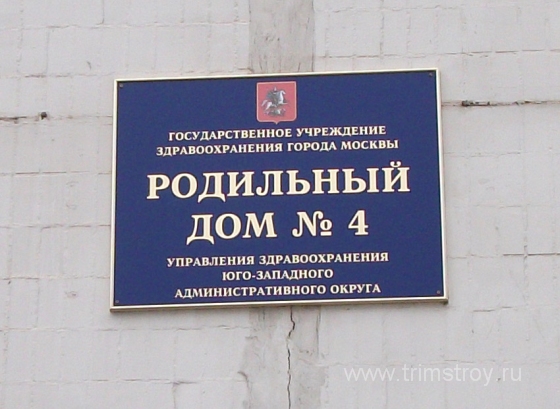 ГОСУДАРСТВЕННОЕ УЧРЕЖДЕНИЕ
ЗДРАВООХРАНЕНИЯ ГОРОДА МОСКВЫ
РОДИЛЬНЫЙ
ДОМ № 4
УПРАВЛЕНИЯ ЗДРАВООХРАНЕНИЯ
ЮГО-ЗАПАДНОГО
АДМИНИСТРАТИВНОГО ОКРУГА
www.trimstroy.ru